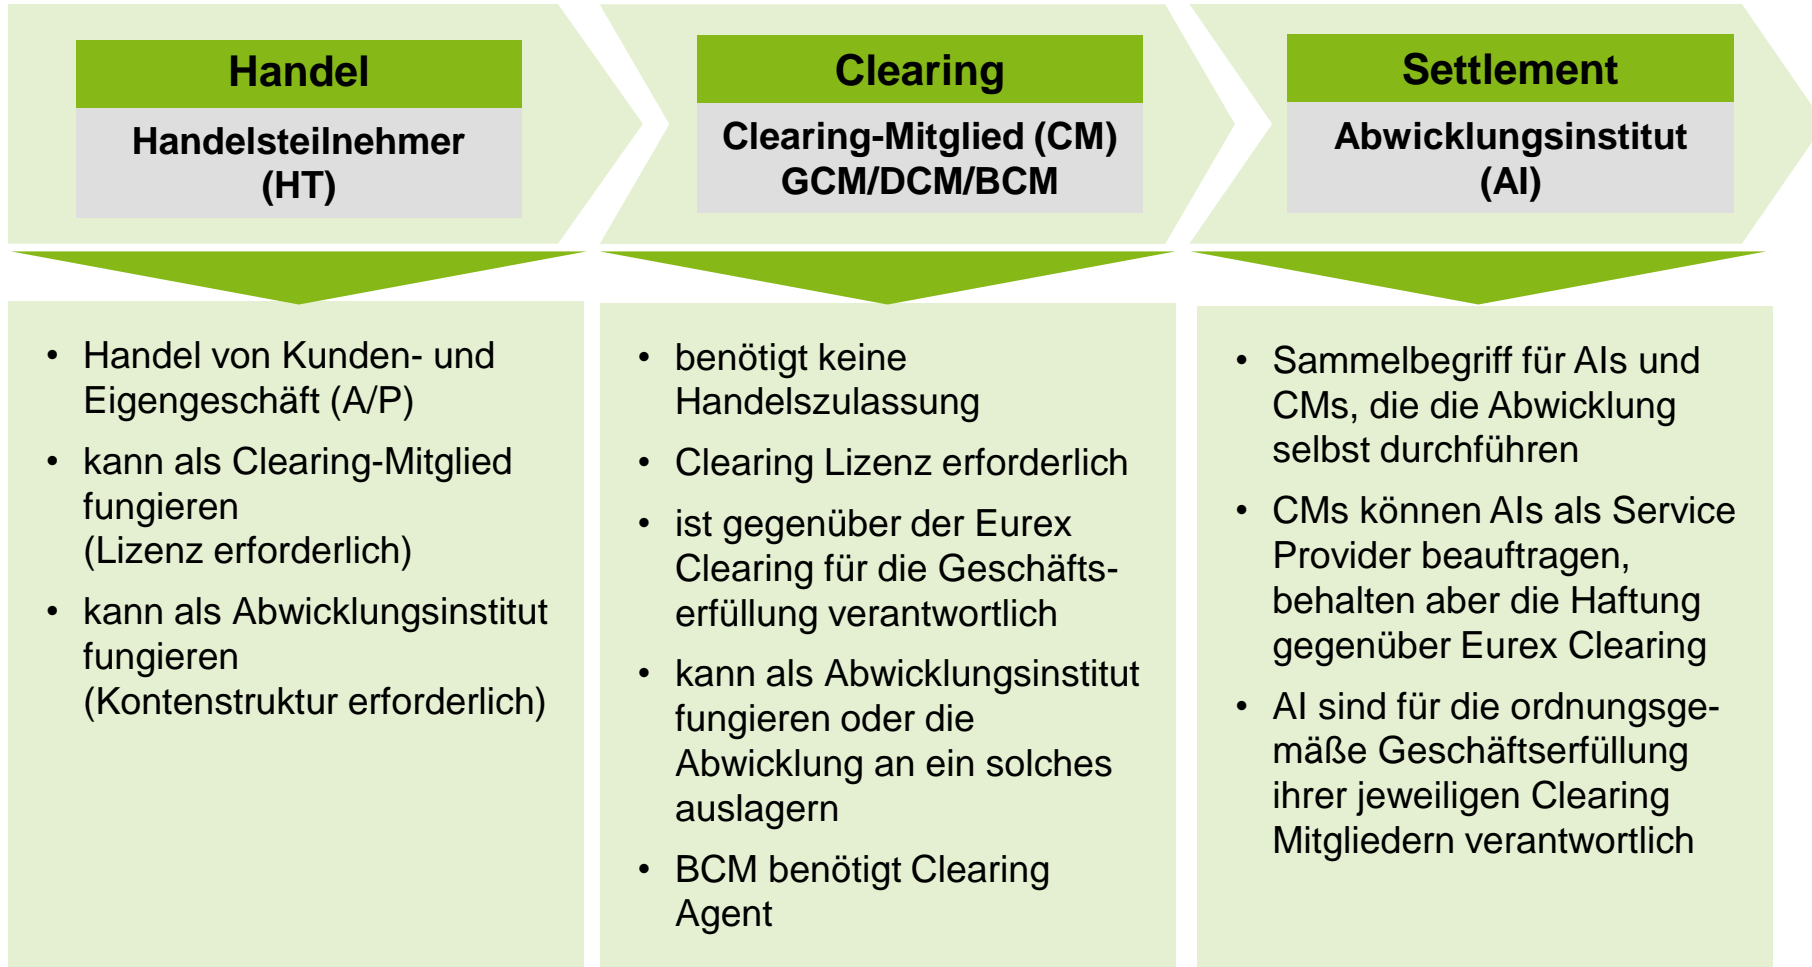 Handel
Handelsteilnehmer
(HT)
• Handel von Kunden- und
Eigengeschäft (A/P)
• kann als Clearing-Mitglied
fungieren
(Lizenz erforderlich)
• kann als Abwicklungsinstitut
fungieren
(Kontenstruktur erforderlich)
Clearing
Clearing-Mitglied (CM)
GCM/DCM/BCM
• benötigt keine
Handelszulassung
• Clearing Lizenz erforderlich
• ist gegenüber der Eurex
Clearing für die Geschäfts-
erfüllung verantwortlich
• kann als Abwicklungsinstitut
fungieren oder die
Abwicklung an ein solches
auslagern
• BCM benötigt Clearing
Agent
Settlement
Abwicklungsinstitut
(AI)
• Sammelbegriff für AIs und
CMs, die die Abwicklung
selbst durchführen
• CMs können AIs als Service
Provider beauftragen,
behalten aber die Haftung
gegenüber Eurex Clearing
• AI sind für die ordnungsge-
mäße Geschäftserfüllung
ihrer jeweiligen Clearing
Mitgliedern verantwortlich